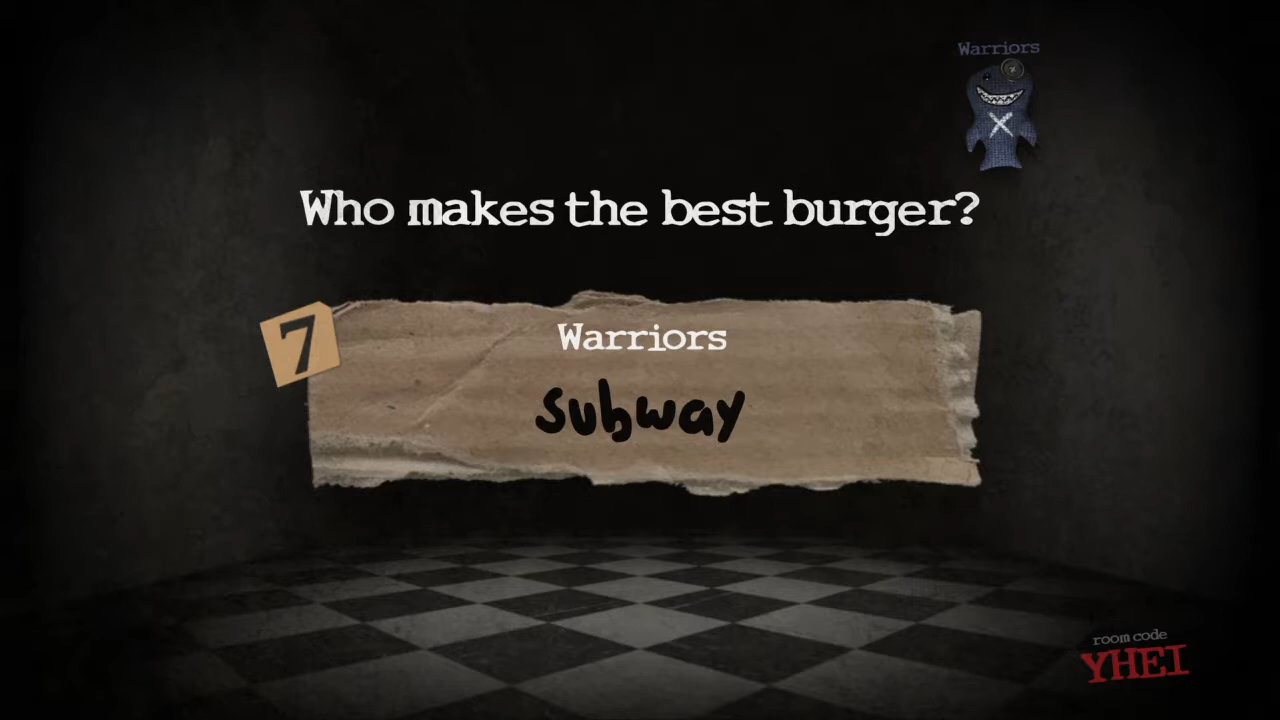 Warriors
Who makes the best burger?
7
Warriors
subway
room code
YHEI